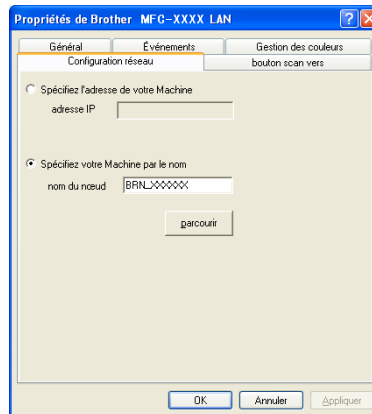 Propriétés de Brother MFC-XXXX LAN
Général Événements Gestion des couleurs
Configuration réseau bouton scan vers
Spécifiez l'adresse de votre Machine
adresse IP
Spécifiez votre Machine par le nom
nom du nœud BRN_XXXXXX
parcourir
OK Annuler Appliquer